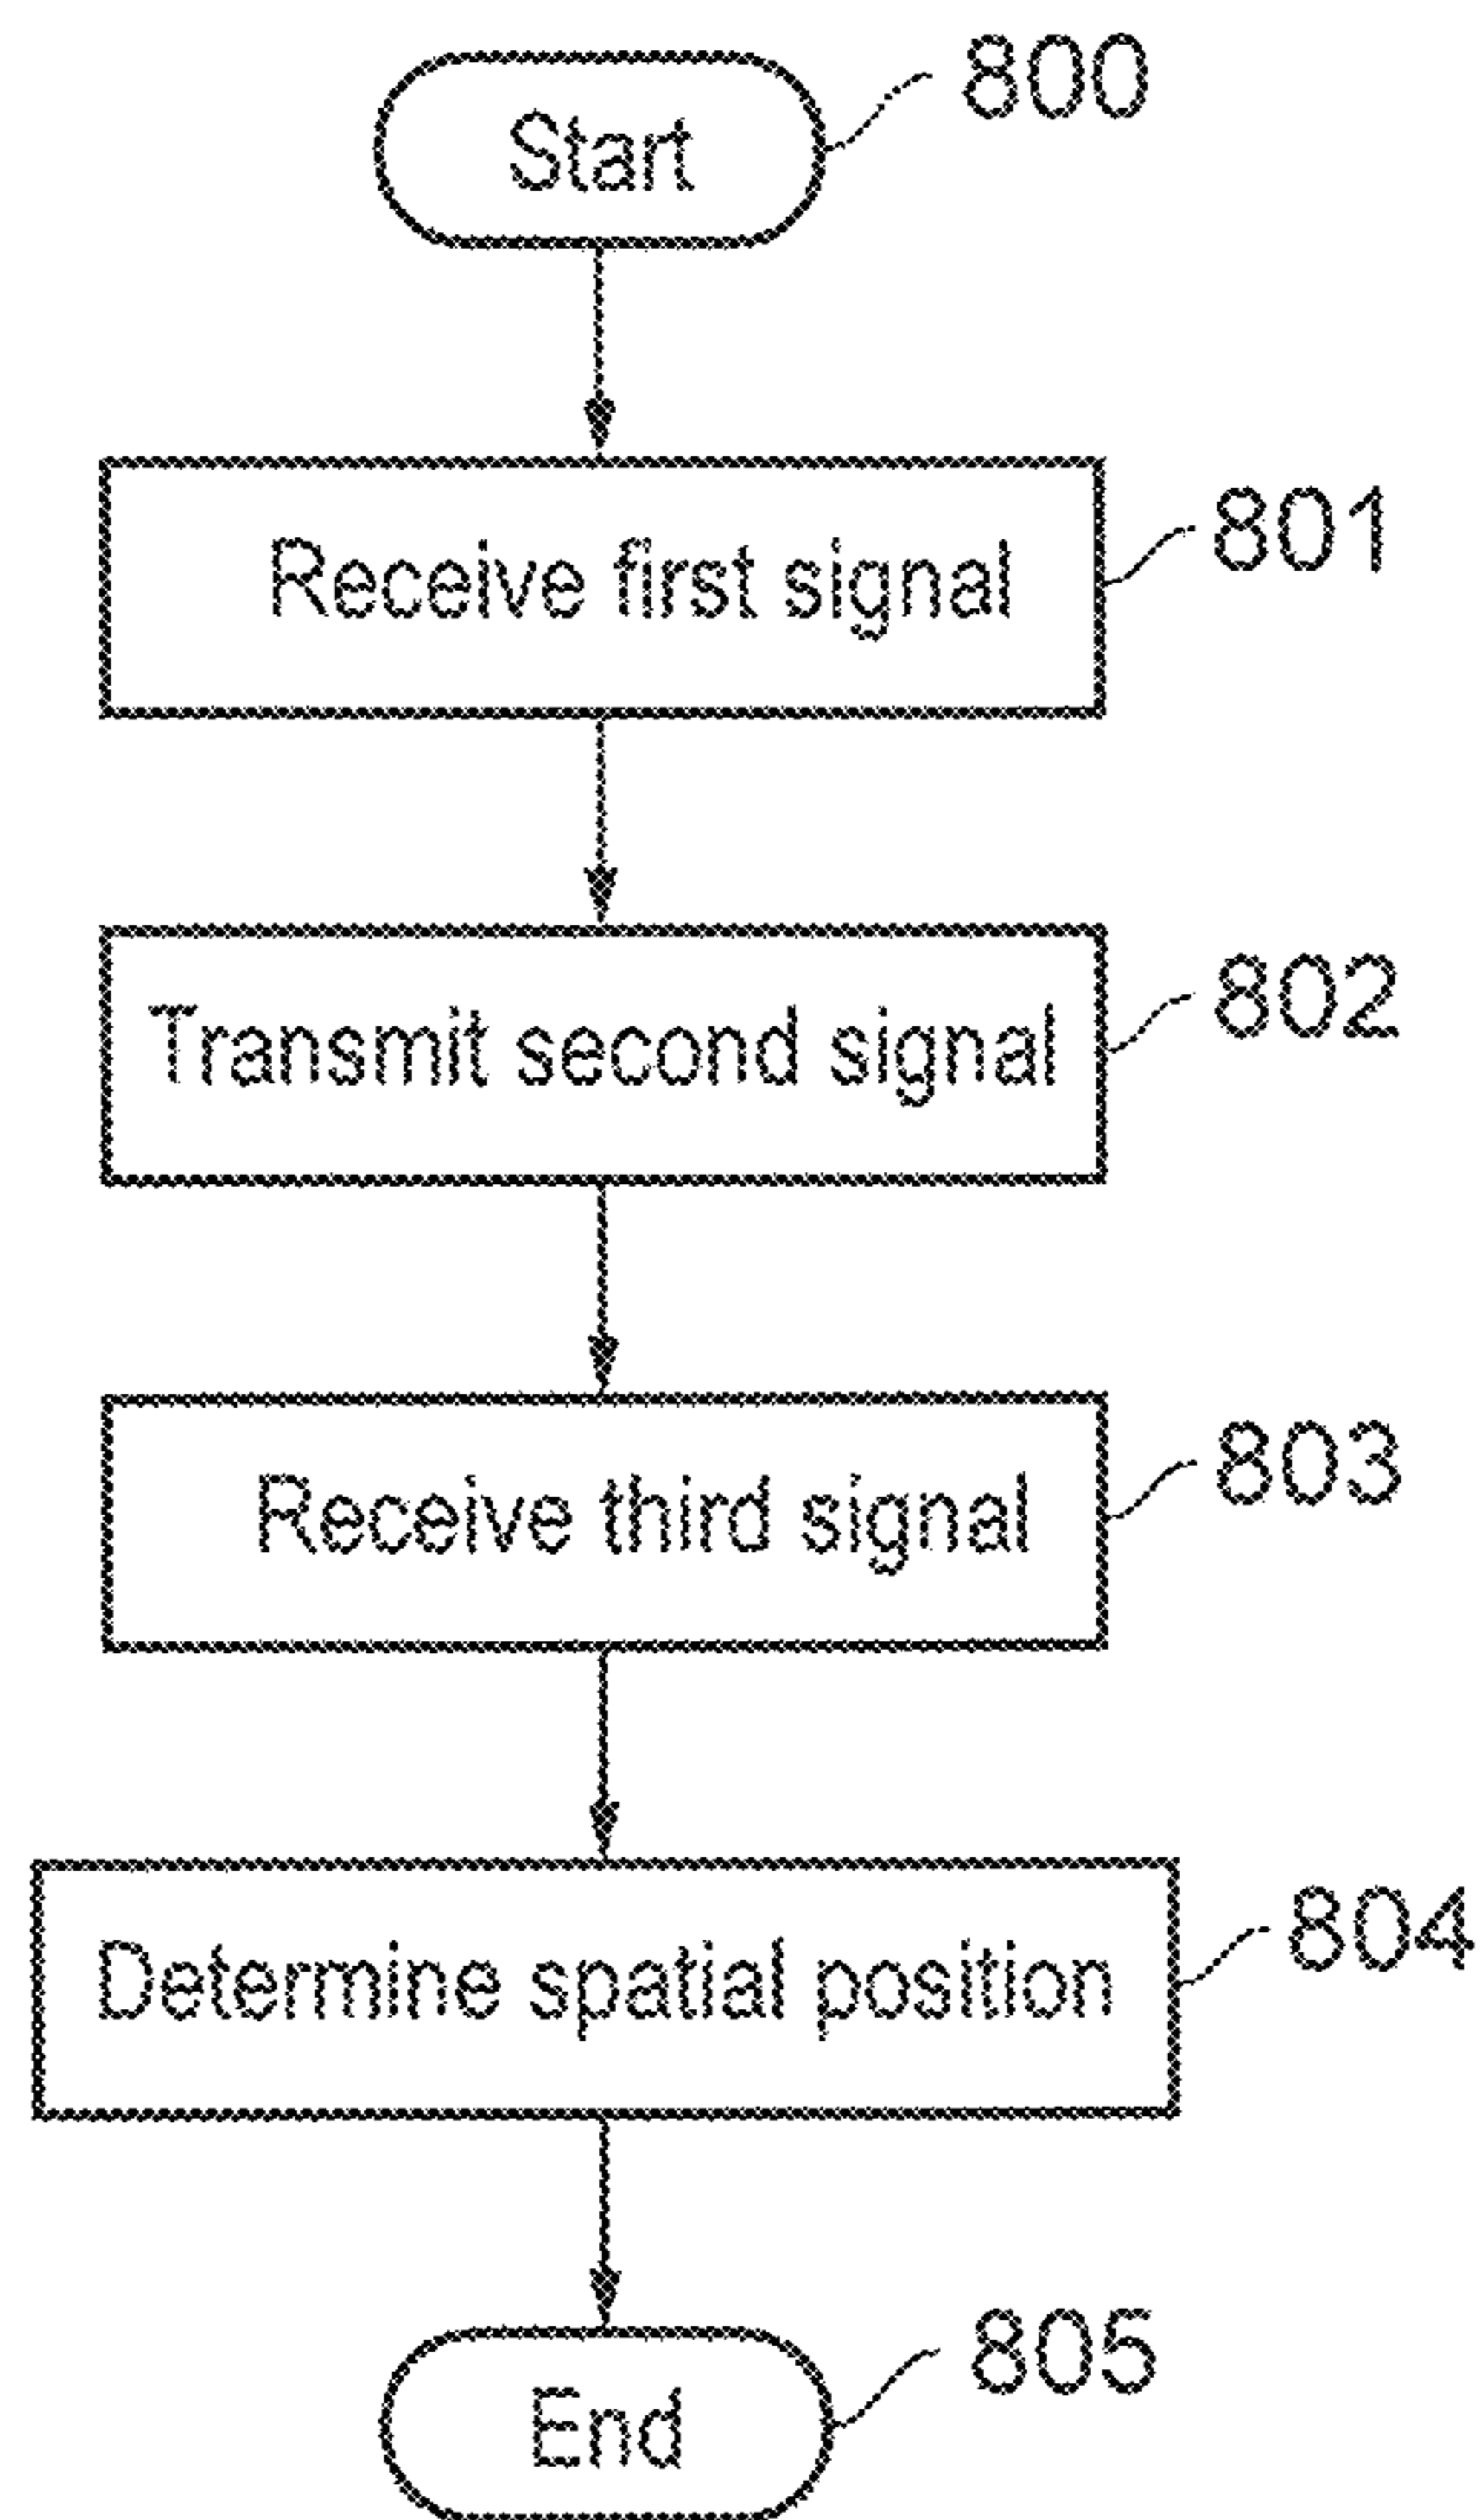 Start 800
Receive first signal 801
Transmit second signal 802
Receive third signal 803
Determine spatial position 804
End 805